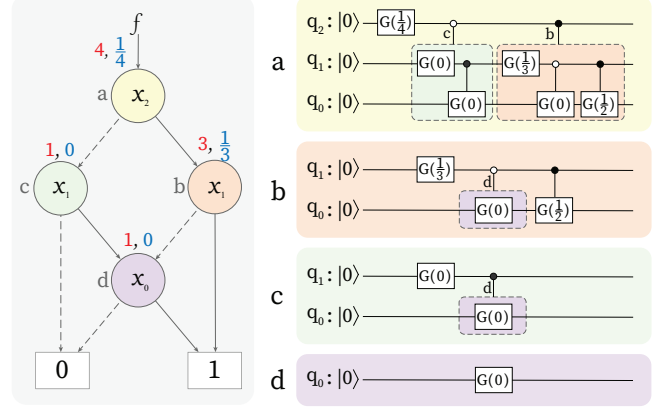 f
4, 1/4
a x₂
1, 0
3, 1/3
c x₁
b x₁
1, 0
d x₀
0 1
a
q₂ : |0⟩ G(1/4) c b
q₁ : |0⟩ G(0) G(1/3)
q₀ : |0⟩ G(0) G(0) G(1/2)
b
q₁ : |0⟩ G(1/3) d
q₀ : |0⟩ G(0) G(1/2)
c
q₁ : |0⟩ G(0) d
q₀ : |0⟩ G(0)
d
q₀ : |0⟩ G(0)